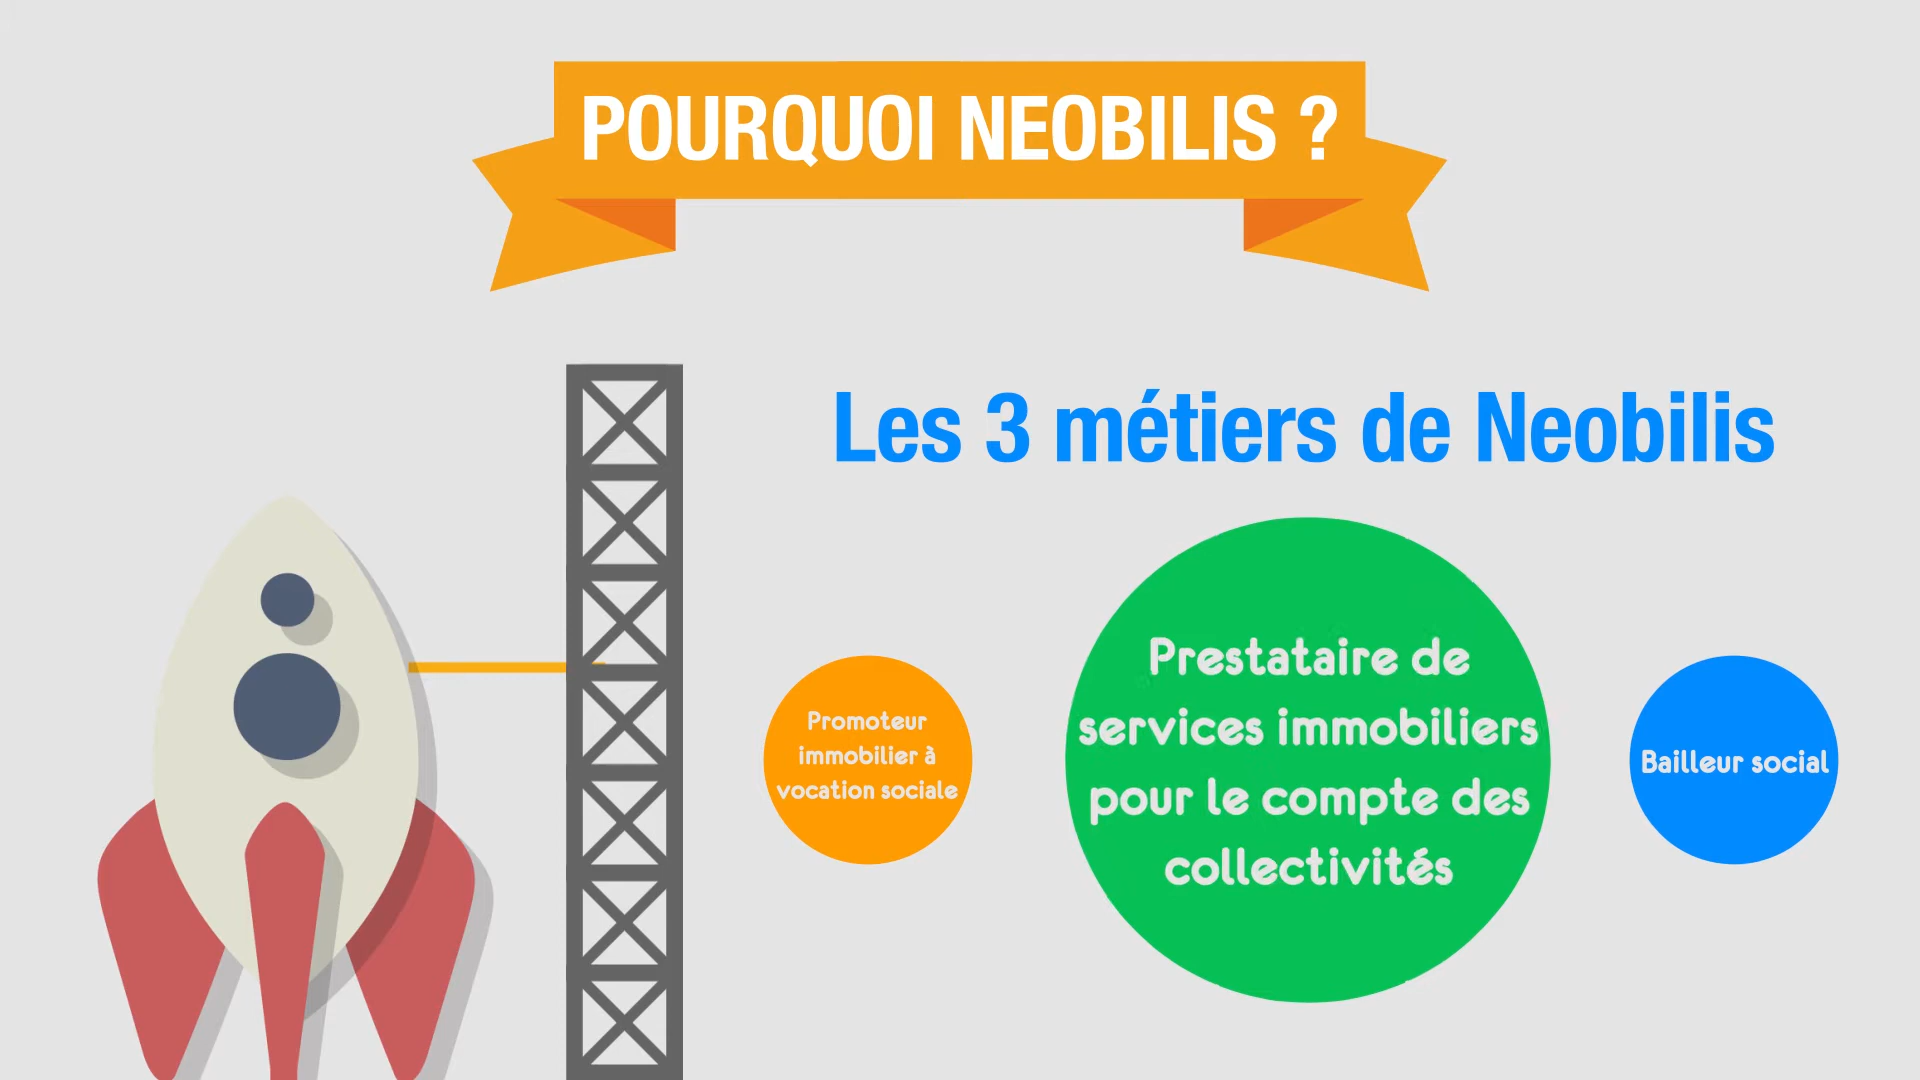 POURQUOI NEOBILIS ?
Les 3 métiers de Neobilis
Promoteur
immobilier à
vocation sociale
Prestataire de
services immobiliers
pour le compte des
collectivités
Bailleur social